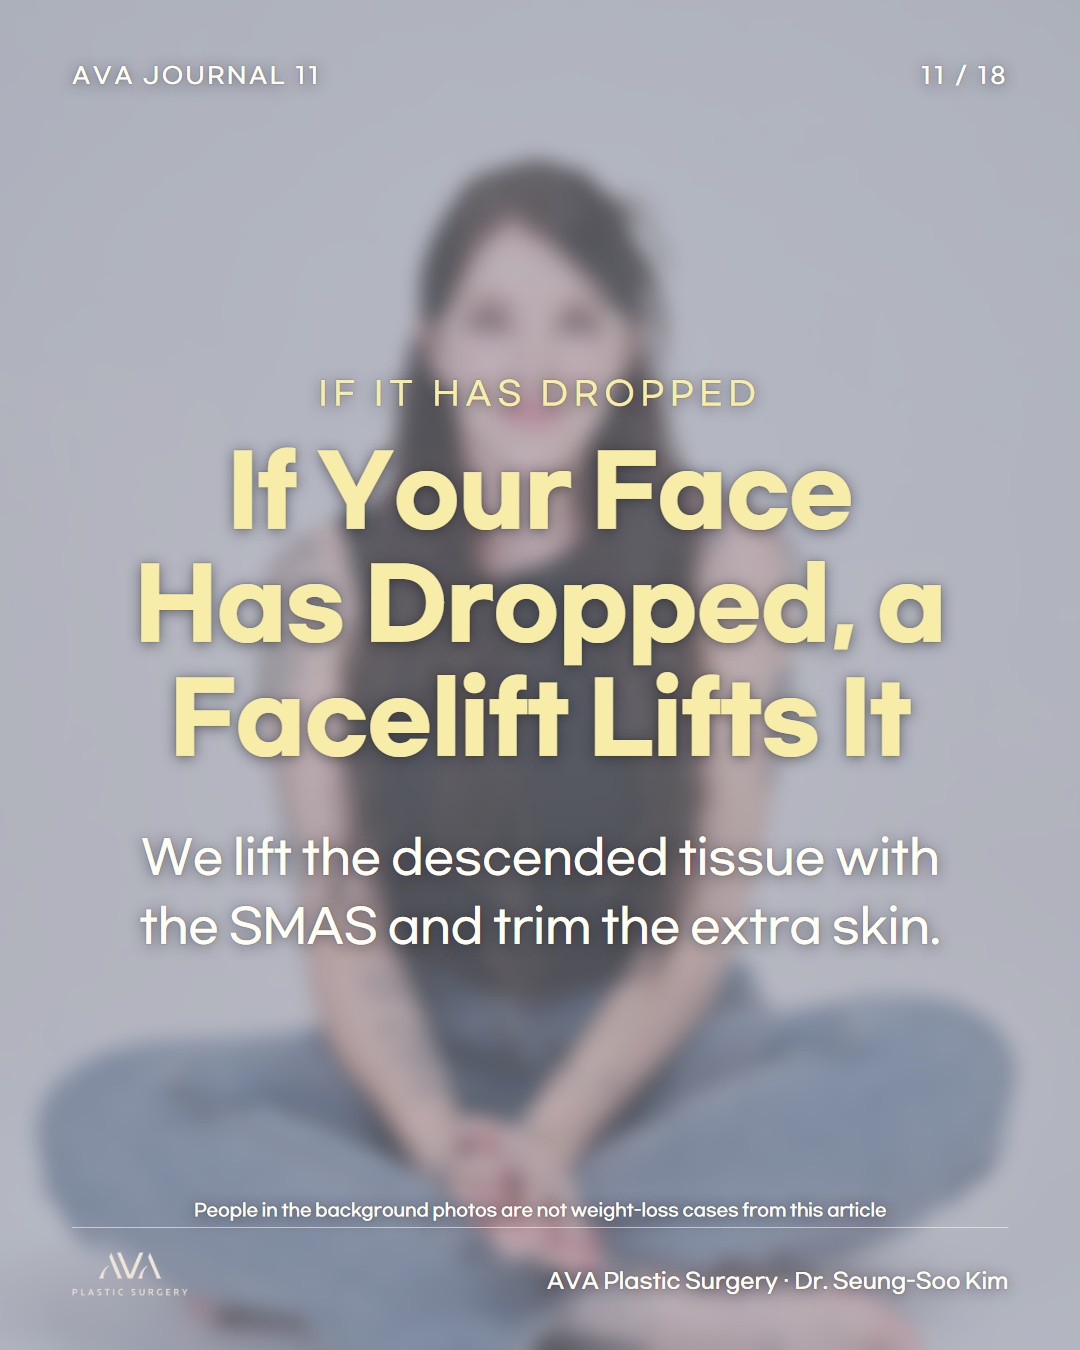 AVA JOURNAL 11
11 / 18
IF IT HAS DROPPED
If Your Face
Has Dropped, a
Facelift Lifts It
We lift the descended tissue with
the SMAS and trim the extra skin.
People in the background photos are not weight-loss cases from this article
AVA
PLASTIC SURGERY
AVA Plastic Surgery · Dr. Seung-Soo Kim